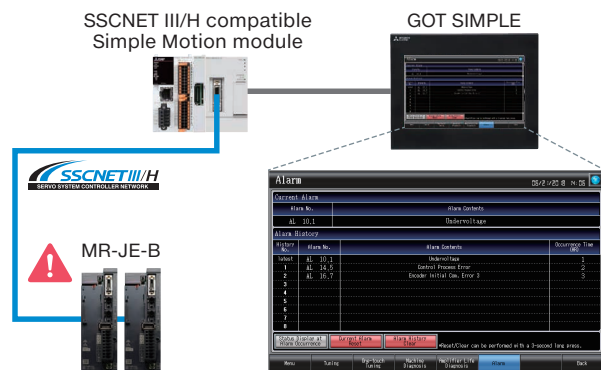 SSCNET III/H compatible
Simple Motion module
GOT SIMPLE
SSCNETIII/H
SERVO SYSTEM CONTROLLER NETWORK
MR-JE-B
Alarm
Current Alarm
Alarm No. Alarm Contents
AL 10.1 Undervoltage
Alarm History
History No. Alarm No. Alarm Contents Occurrence Time (HR)
latest AL 10.1 Undervoltage 1
1 AL 14.5 Control Process Error 2
2 AL 16.7 Encoder Initial Com. Error 3 3
3
4
5
6
7
8
Status Display at Alarm Occurrence Current Alarm Reset Alarm History Clear *Reset/Clear can be performed with a 3-second long press.
Menu Tuning One-touch Tuning Machine Diagnosis Amplifier Life Diagnosis Alarm Back